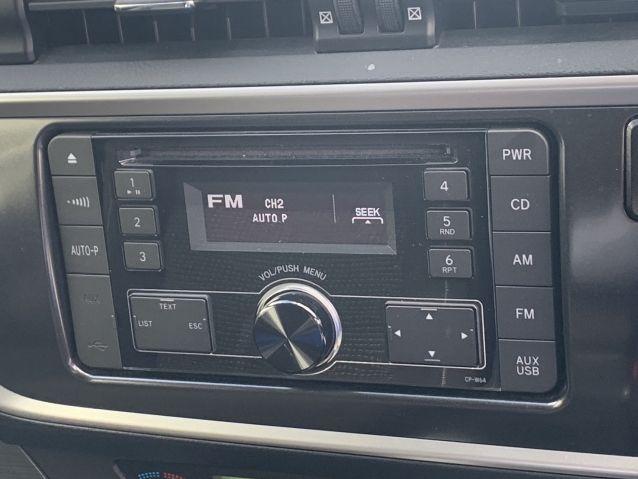 PWR
1
4
FM CH2
AUTO.P
SEEK
2
5
RND
CD
AUTO-P
3
6
RPT
AM
VOL/PUSH MENU
AUX
TEXT
LIST
ESC
FM
CP-W64
AUX
USB